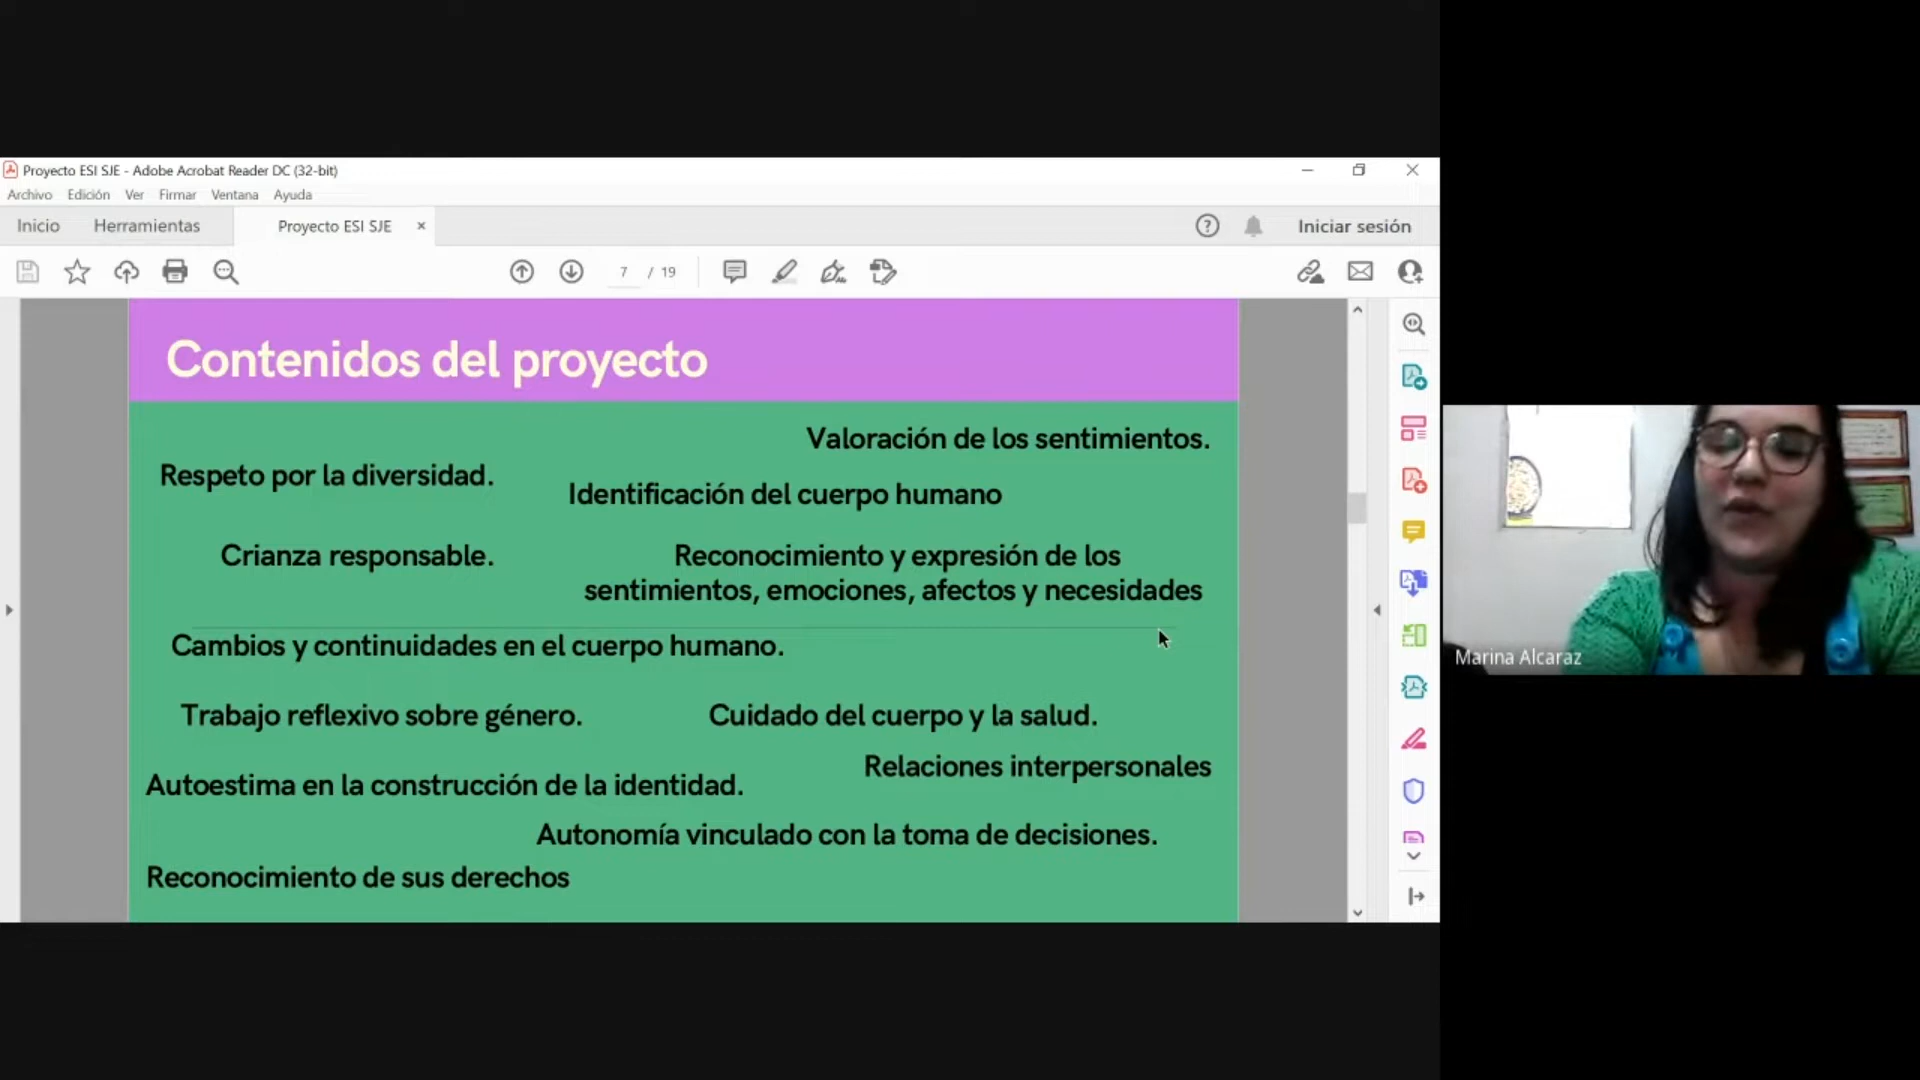 Proyecto ESI SJE - Adobe Acrobat Reader DC (32-bit)
Archivo Edición Ver Firmar Ventana Ayuda
Inicio Herramientas Proyecto ESI SJE Iniciar sesión
7 / 19
Contenidos del proyecto
Valoración de los sentimientos.
Respeto por la diversidad.
Identificación del cuerpo humano
Crianza responsable.
Reconocimiento y expresión de los
sentimientos, emociones, afectos y necesidades
Cambios y continuidades en el cuerpo humano.
Trabajo reflexivo sobre género.
Cuidado del cuerpo y la salud.
Relaciones interpersonales
Autoestima en la construcción de la identidad.
Autonomía vinculado con la toma de decisiones.
Reconocimiento de sus derechos
Marina Alcaraz